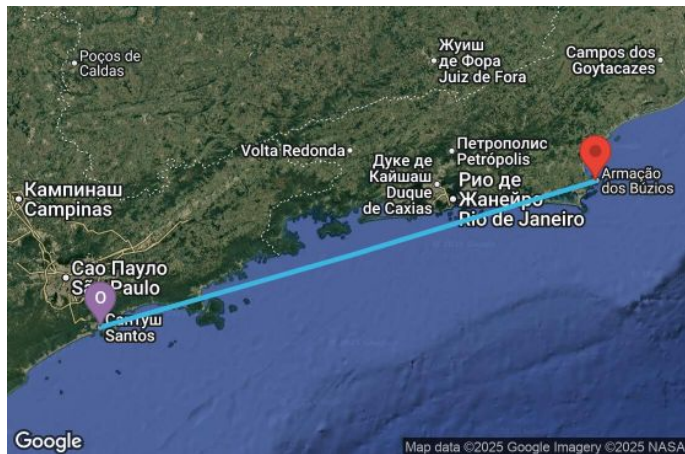 Жуиш
де Фора
Juiz de Fora
Campos dos
Goytacazes
Poços de
Caldas
Volta Redonda
Петрополис
Petrópolis
Дуке де
Кайшаш
Duque
de Caxias
Рио де
Жанейро
Rio de Janeiro
Armação
dos Búzios
Кампинаш
Campinas
Сао Пауло
São Paulo
O
Сантуш
Santos
Google
Map data ©2025 Google Imagery ©2025 NASA